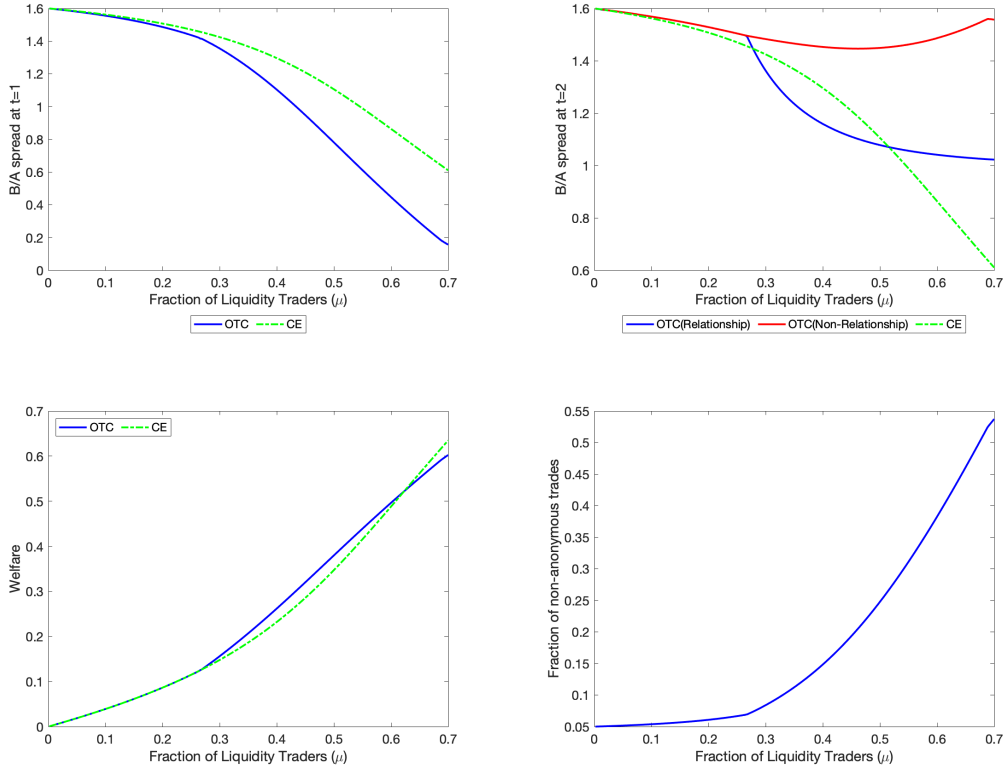 B/A spread at t=1
1.6
1.4
1.2
1
0.8
0.6
0.4
0.2
0
0 0.1 0.2 0.3 0.4 0.5 0.6 0.7
Fraction of Liquidity Traders (μ)
OTC CE
B/A spread at t=2
1.6
1.4
1.2
1
0.8
0.6
0 0.1 0.2 0.3 0.4 0.5 0.6 0.7
Fraction of Liquidity Traders (μ)
OTC(Relationship) OTC(Non-Relationship) CE
Welfare
0.7
0.6
0.5
0.4
0.3
0.2
0.1
0
OTC CE
0 0.1 0.2 0.3 0.4 0.5 0.6 0.7
Fraction of Liquidity Traders (μ)
Fraction of non-anonymous trades
0.55
0.5
0.45
0.4
0.35
0.3
0.25
0.2
0.15
0.1
0.05
0 0.1 0.2 0.3 0.4 0.5 0.6 0.7
Fraction of Liquidity Traders (μ)